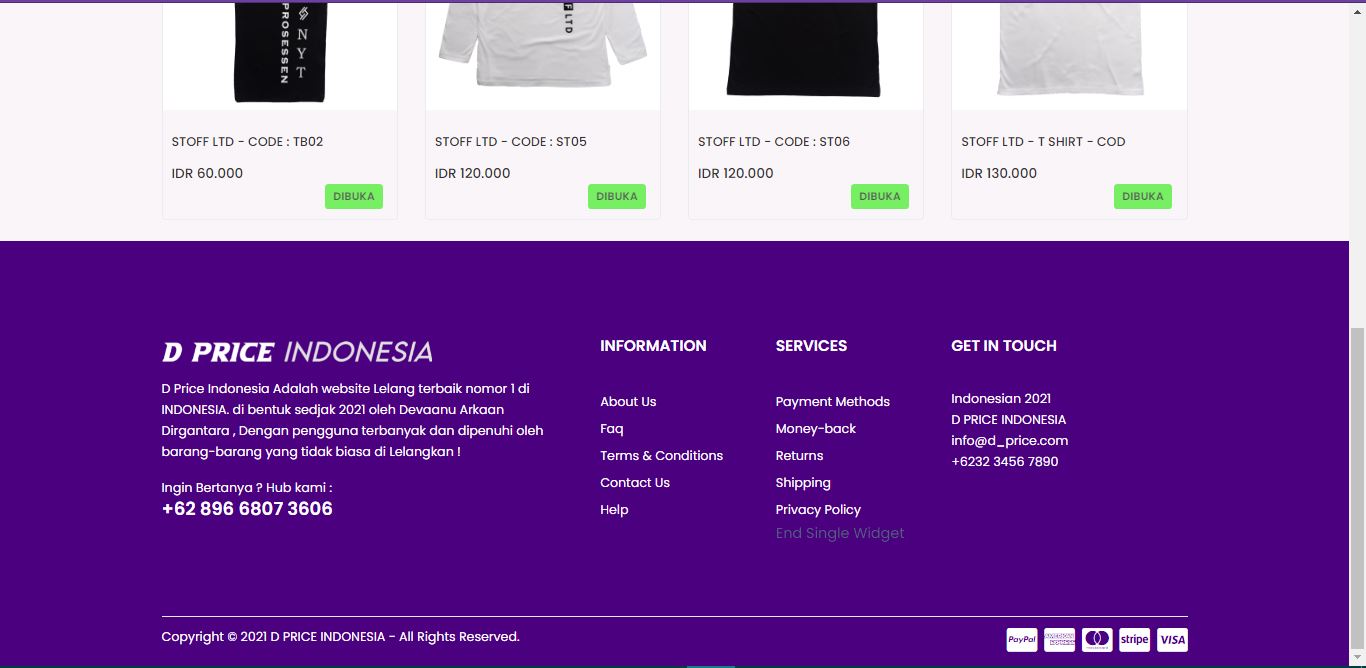 PROSESSEN
NYT
F LTD
STOFF LTD - CODE : TB02
IDR 60.000
DIBUKA
STOFF LTD - CODE : ST05
IDR 120.000
DIBUKA
STOFF LTD - CODE : ST06
IDR 120.000
DIBUKA
STOFF LTD - T SHIRT - COD
IDR 130.000
DIBUKA
D PRICE INDONESIA
D Price Indonesia Adalah website Lelang terbaik nomor 1 di
INDONESIA. di bentuk sedjak 2021 oleh Devaanu Arkaan
Dirgantara , Dengan pengguna terbanyak dan dipenuhi oleh
barang-barang yang tidak biasa di Lelangkan !
Ingin Bertanya ? Hub kami :
+62 896 6807 3606
INFORMATION
About Us
Faq
Terms & Conditions
Contact Us
Help
SERVICES
Payment Methods
Money-back
Returns
Shipping
Privacy Policy
End Single Widget
GET IN TOUCH
Indonesian 2021
D PRICE INDONESIA
info@d_price.com
+6232 3456 7890
Copyright © 2021 D PRICE INDONESIA - All Rights Reserved.
PayPal
AMERICAN
EXPRESS
stripe
VISA